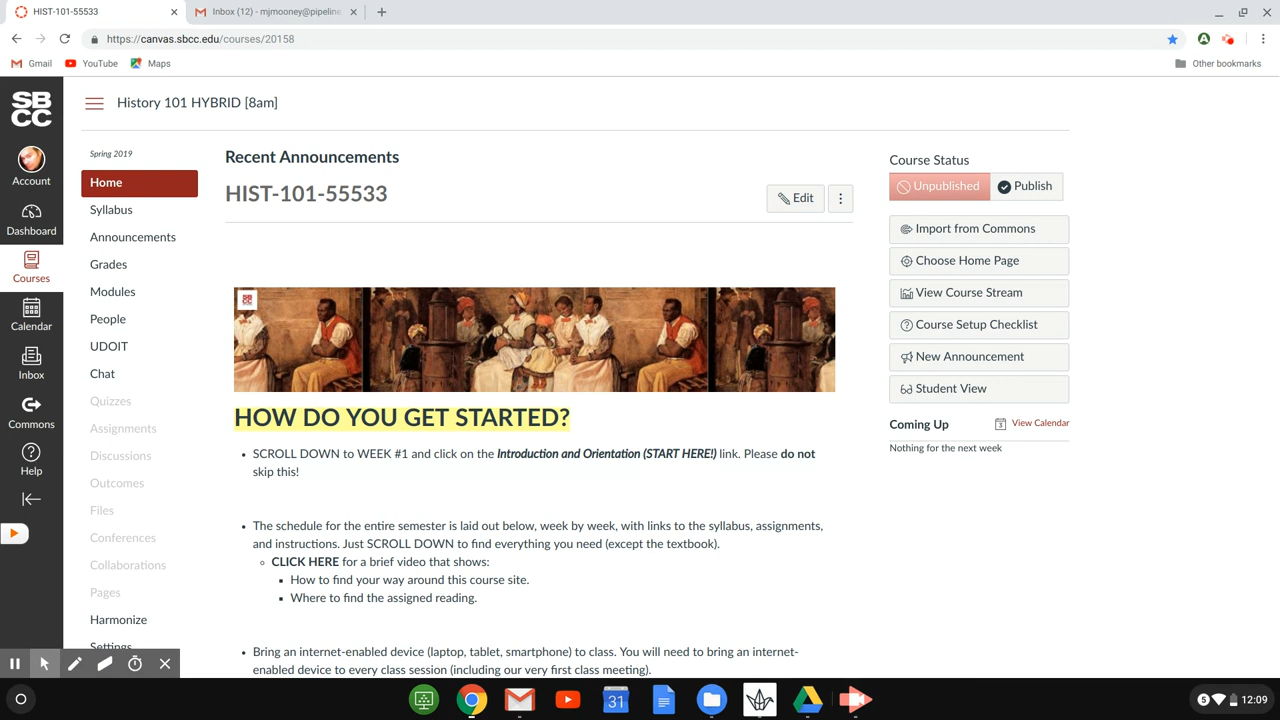 HIST-101-55533
Inbox (12) - mjmooney@pipeline
https://canvas.sbcc.edu/courses/20158
Gmail
YouTube
Maps
Other bookmarks
SB
CC
History 101 HYBRID [8am]
Account
Dashboard
Courses
Calendar
Inbox
Commons
Help
Spring 2019
Home
Syllabus
Announcements
Grades
Modules
People
UDOIT
Chat
Quizzes
Assignments
Discussions
Outcomes
Files
Conferences
Collaborations
Pages
Harmonize
Settings
Recent Announcements
HIST-101-55533
Edit
HOW DO YOU GET STARTED?
• SCROLL DOWN to WEEK #1 and click on the Introduction and Orientation (START HERE!) link. Please do not
skip this!
• The schedule for the entire semester is laid out below, week by week, with links to the syllabus, assignments,
and instructions. Just SCROLL DOWN to find everything you need (except the textbook).
◦ CLICK HERE for a brief video that shows:
▪ How to find your way around this course site.
▪ Where to find the assigned reading.
• Bring an internet-enabled device (laptop, tablet, smartphone) to class. You will need to bring an internet-
enabled device to every class session (including our very first class meeting).
Course Status
Unpublished
Publish
Import from Commons
Choose Home Page
View Course Stream
Course Setup Checklist
New Announcement
Student View
Coming Up
View Calendar
Nothing for the next week
31
5
12:09